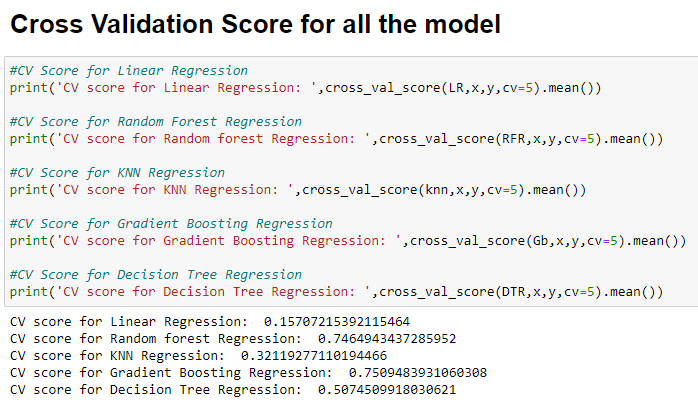 Cross Validation Score for all the model
#CV Score for Linear Regression
print('CV score for Linear Regression: ',cross_val_score(LR,x,y,cv=5).mean())
#CV Score for Random Forest Regression
print('CV score for Random forest Regression: ',cross_val_score(RFR,x,y,cv=5).mean())
#CV Score for KNN Regression
print('CV score for KNN Regression: ',cross_val_score(knn,x,y,cv=5).mean())
#CV Score for Gradient Boosting Regression
print('CV score for Gradient Boosting Regression: ',cross_val_score(Gb,x,y,cv=5).mean())
#CV Score for Decision Tree Regression
print('CV score for Decision Tree Regression: ',cross_val_score(DTR,x,y,cv=5).mean())
CV score for Linear Regression:  0.15707215392115464
CV score for Random forest Regression:  0.7464943437285952
CV score for KNN Regression:  0.32119277110194466
CV score for Gradient Boosting Regression:  0.7509483931060308
CV score for Decision Tree Regression:  0.5074509918030621